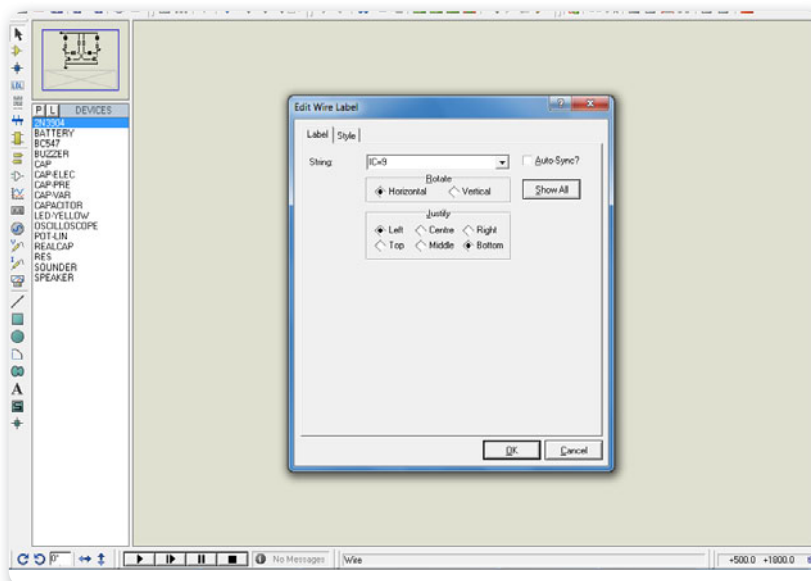 LBL
P L DEVICES
2N3904
BATTERY
BC547
BUZZER
CAP
CAP-ELEC
CAP-PRE
CAP-VAR
CAPACITOR
LED-YELLOW
OSCILLOSCOPE
POT-LIN
REALCAP
RES
SOUNDER
SPEAKER
A
S
Edit Wire Label
Label Style
String: IC=9 Auto-Sync?
Rotate
Horizontal Vertical Show All
Justify
Left Centre Right
Top Middle Bottom
OK Cancel
0° No Messages Wire +500.0 +1800.0